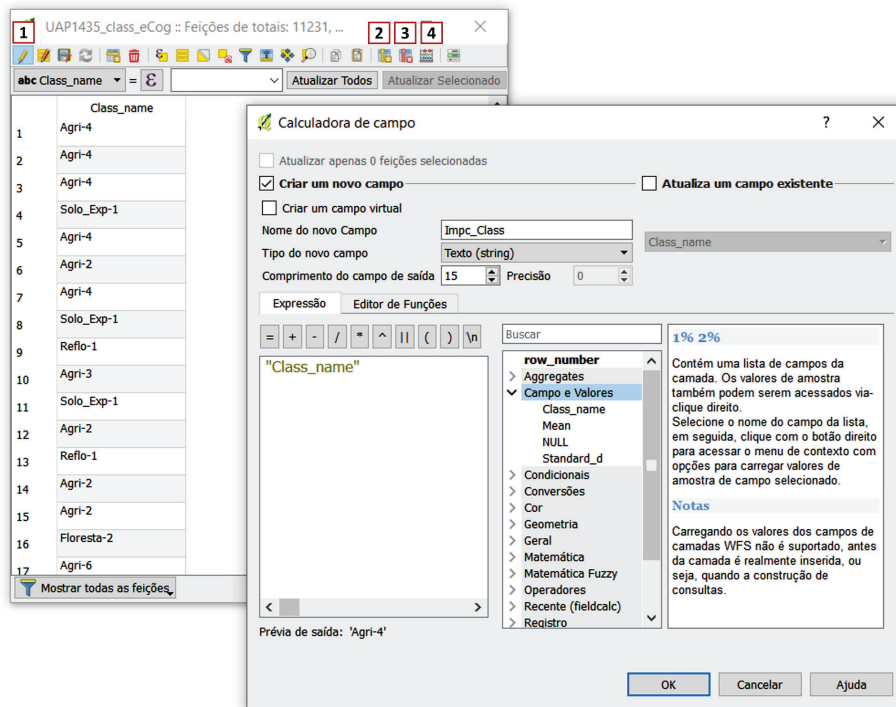 1
UAP1435_class_eCog :: Feições de totais: 11231, ...
2 3 4
abc Class_name = ε Atualizar Todos Atualizar Selecionado
Class_name
1 Agri-4
2 Agri-4
3 Agri-4
4 Solo_Exp-1
5 Agri-4
6 Agri-2
7 Agri-4
8 Solo_Exp-1
9 Reflo-1
10 Agri-3
11 Solo_Exp-1
12 Agri-2
13 Reflo-1
14 Agri-2
15 Agri-2
16 Floresta-2
17 Agri-6
Mostrar todas as feições
Calculadora de campo ?
Atualizar apenas 0 feições selecionadas
Criar um novo campo
Atualiza um campo existente
Criar um campo virtual
Nome do novo Campo Impc_Class
Class_name
Tipo do novo campo Texto (string)
Comprimento do campo de saída 15 Precisão 0
Expressão Editor de Funções
= + - / * ^ || ( ) \n
"Class_name"
Prévia de saída: 'Agri-4'
Buscar
row_number
Aggregates
Campo e Valores
Class_name
Mean
NULL
Standard_d
Condicionais
Conversões
Cor
Geometria
Geral
Matemática
Matemática Fuzzy
Operadores
Recente (fieldcalc)
Registro
1% 2%
Contém uma lista de campos da
camada. Os valores de amostra
também podem serem acessados via-
clique direito.
Selecione o nome do campo da lista,
em seguida, clique com o botão direito
para acessar o menu de contexto com
opções para carregar valores de
amostra de campo selecionado.
Notas
Carregando os valores dos campos de
camadas WFS não é suportado, antes
da camada é realmente inserida, ou
seja, quando a construção de
consultas.
OK Cancelar Ajuda